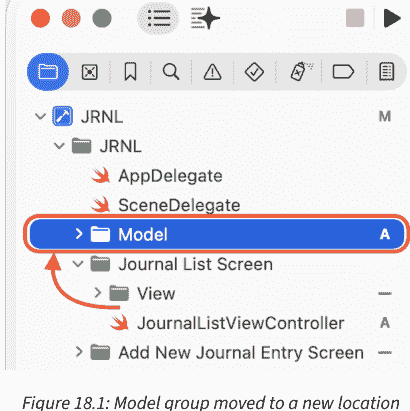 JRNL M
JRNL
AppDelegate
SceneDelegate
Model A
Journal List Screen
View —
JournalListViewController A
Add New Journal Entry Screen —
Figure 18.1: Model group moved to a new location